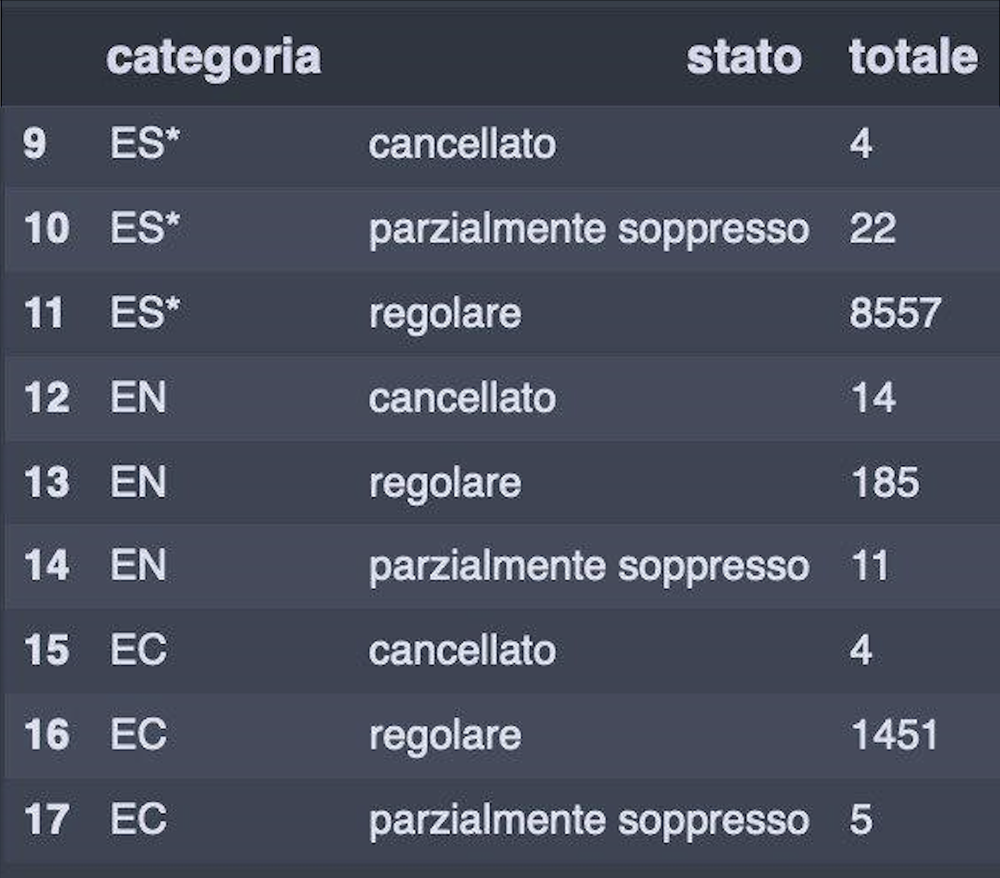 categoria stato totale
9 ES* cancellato 4
10 ES* parzialmente soppresso 22
11 ES* regolare 8557
12 EN cancellato 14
13 EN regolare 185
14 EN parzialmente soppresso 11
15 EC cancellato 4
16 EC regolare 1451
17 EC parzialmente soppresso 5